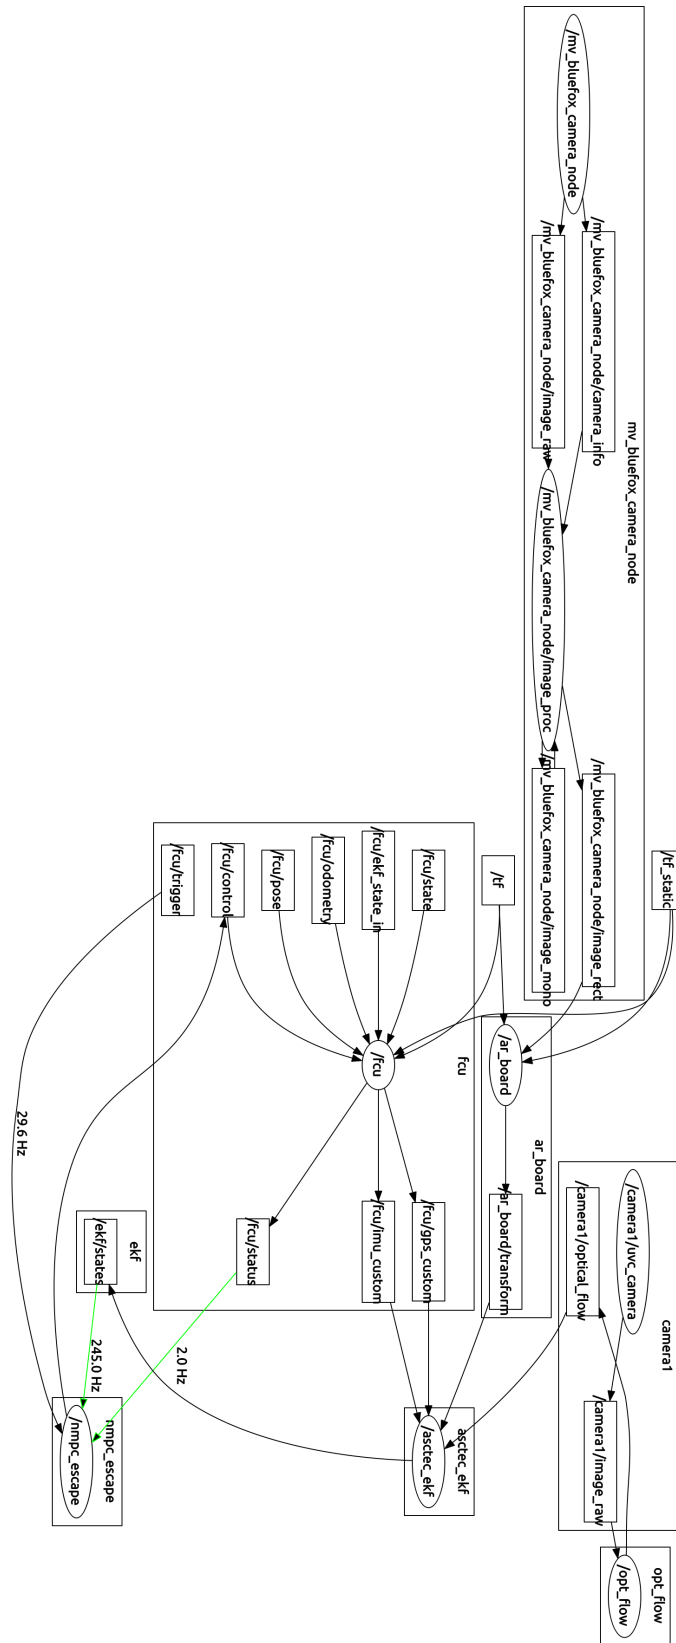 mv_bluefox_camera_node
/mv_bluefox_camera_node
/mv_bluefox_camera_node/camera_info
/mv_bluefox_camera_node/image_raw
/mv_bluefox_camera_node/image_proc
/mv_bluefox_camera_node/image_rect
/mv_bluefox_camera_node/image_mono
/tf_static
/tf
fcu
/fcu/state
/fcu/ekf_state_in
/fcu/odometry
/fcu/pose
/fcu/control
/fcu/trigger
/fcu
/fcu/gps_custom
/fcu/imu_custom
/fcu/status
ar_board
/ar_board
/ar_board/transform
camera1
/camera1/uvc_camera
/camera1/optical_flow
/camera1/image_raw
opt_flow
/opt_flow
asctec_ekf
/asctec_ekf
ekf
/ekf/states
nmpc_escape
/nmpc_escape
29.6 Hz
245.0 Hz
2.0 Hz